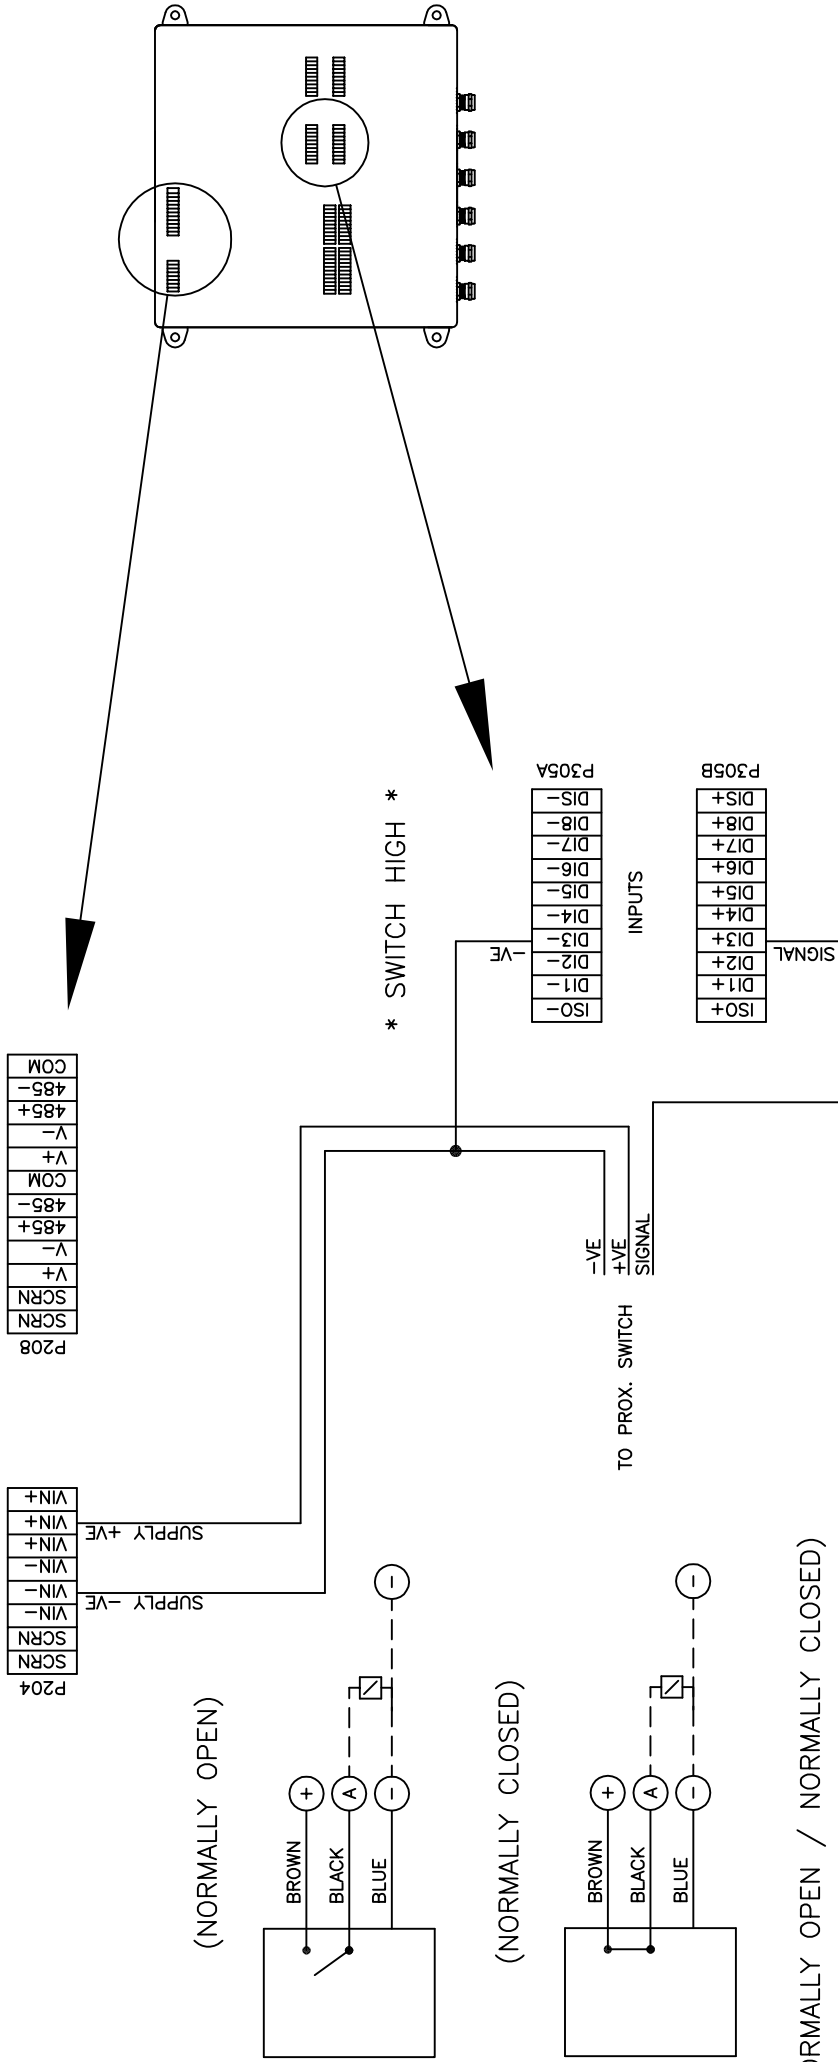 * SWITCH HIGH *
P208
SCRN
SCRN
V+
V-
485+
485-
COM
V+
V-
485+
485-
COM
P204
SCRN
SCRN
VIN-
VIN-
VIN-
VIN+
VIN+
VIN+
SUPPLY -VE
SUPPLY +VE
P305A
DIS-
DI8-
DI7-
DI6-
DI5-
DI4-
DI3-
DI2-
DI1-
ISO-
-VE
INPUTS
P305B
DIS+
DI8+
DI7+
DI6+
DI5+
DI4+
DI3+
DI2+
DI1+
ISO+
SIGNAL
-VE
+VE
SIGNAL
TO PROX. SWITCH
(NORMALLY OPEN)
BROWN
+
BLACK
A
BLUE
-
-
(NORMALLY CLOSED)
BROWN
+
BLACK
A
BLUE
-
-
ORMALLY OPEN / NORMALLY CLOSED)